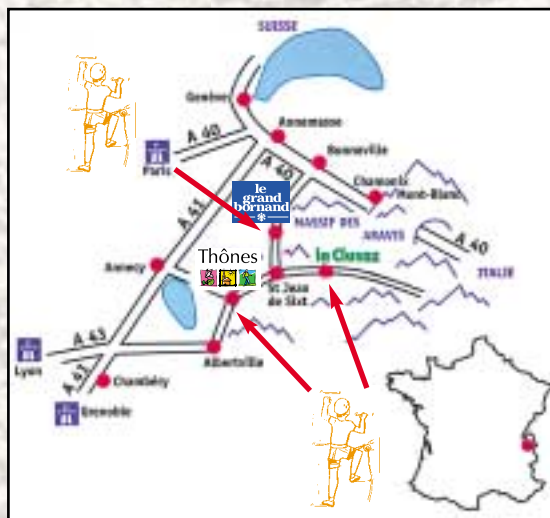 SUISSE
Genève
Annemasse
A 40
Bonneville
Paris
A 40
Chamonix
Mont-Blanc
le
grand
bornand
A 41
MASSIF DES
ARAVIS
A 40
Thônes
la Clusaz
ITALIE
Annecy
St Jean
de Sixt
A 43
Lyon
Albertville
A 41
Chambéry
Grenoble